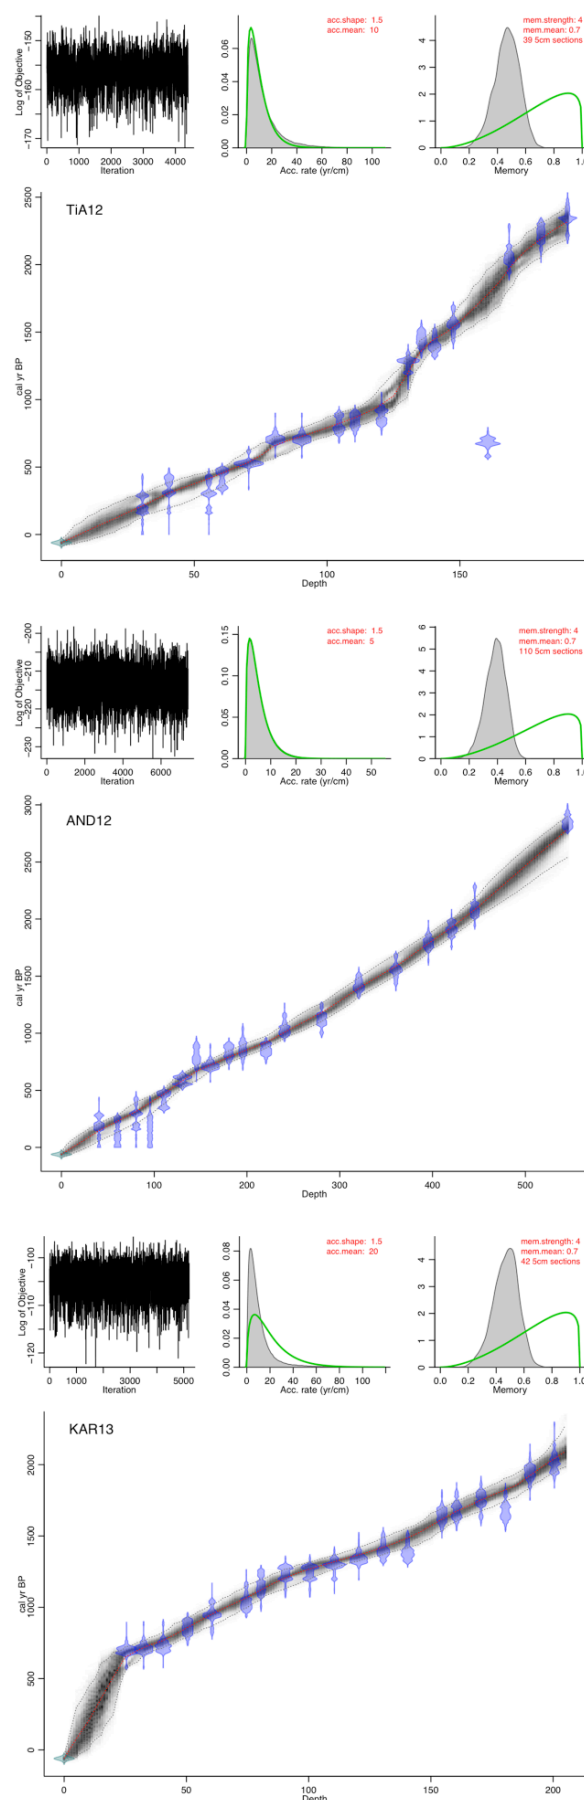 −150
−160
−170
Log of Objective
0 1000 2000 3000 4000
Iteration
0.06
0.04
0.02
0.00
acc.shape: 1.5
acc.mean: 10
0 20 40 60 80 100
Acc. rate (yr/cm)
4
3
2
1
0
mem.strength: 4
mem.mean: 0.7
39 5cm sections
0.0 0.2 0.4 0.6 0.8 1.0
Memory
TiA12
2500
2000
1500
1000
500
0
cal yr BP
0 50 100 150
Depth
−200
−210
−220
−230
Log of Objective
0 2000 4000 6000
Iteration
0.15
0.10
0.05
0.00
acc.shape: 1.5
acc.mean: 5
0 10 20 30 40 50
Acc. rate (yr/cm)
6
5
4
3
2
1
0
mem.strength: 4
mem.mean: 0.7
110 5cm sections
0.0 0.2 0.4 0.6 0.8
Memory
AND12
3000
2500
2000
1500
1000
500
0
cal yr BP
0 100 200 300 400 500
Depth
−100
−110
−120
Log of Objective
0 1000 3000 5000
Iteration
0.08
0.06
0.04
0.02
0.00
acc.shape: 1.5
acc.mean: 20
0 20 40 60 80 100
Acc. rate (yr/cm)
4
3
2
1
0
mem.strength: 4
mem.mean: 0.7
42 5cm sections
0.0 0.2 0.4 0.6 0.8
Memory
KAR13
2000
1500
1000
500
0
cal yr BP
0 50 100 150 200
Depth